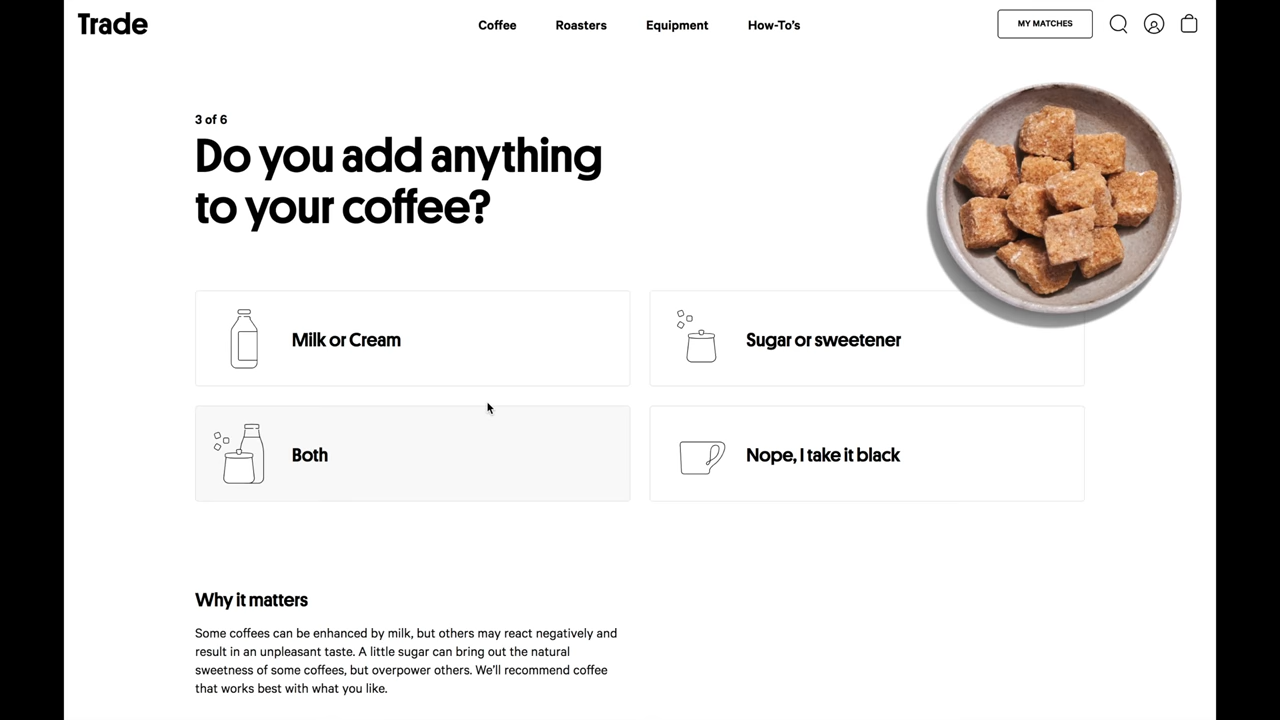 Trade
Coffee
Roasters
Equipment
How-To's
MY MATCHES
3 of 6
Do you add anything
to your coffee?
Milk or Cream
Sugar or sweetener
Both
Nope, I take it black
Why it matters
Some coffees can be enhanced by milk, but others may react negatively and
result in an unpleasant taste. A little sugar can bring out the natural
sweetness of some coffees, but overpower others. We'll recommend coffee
that works best with what you like.